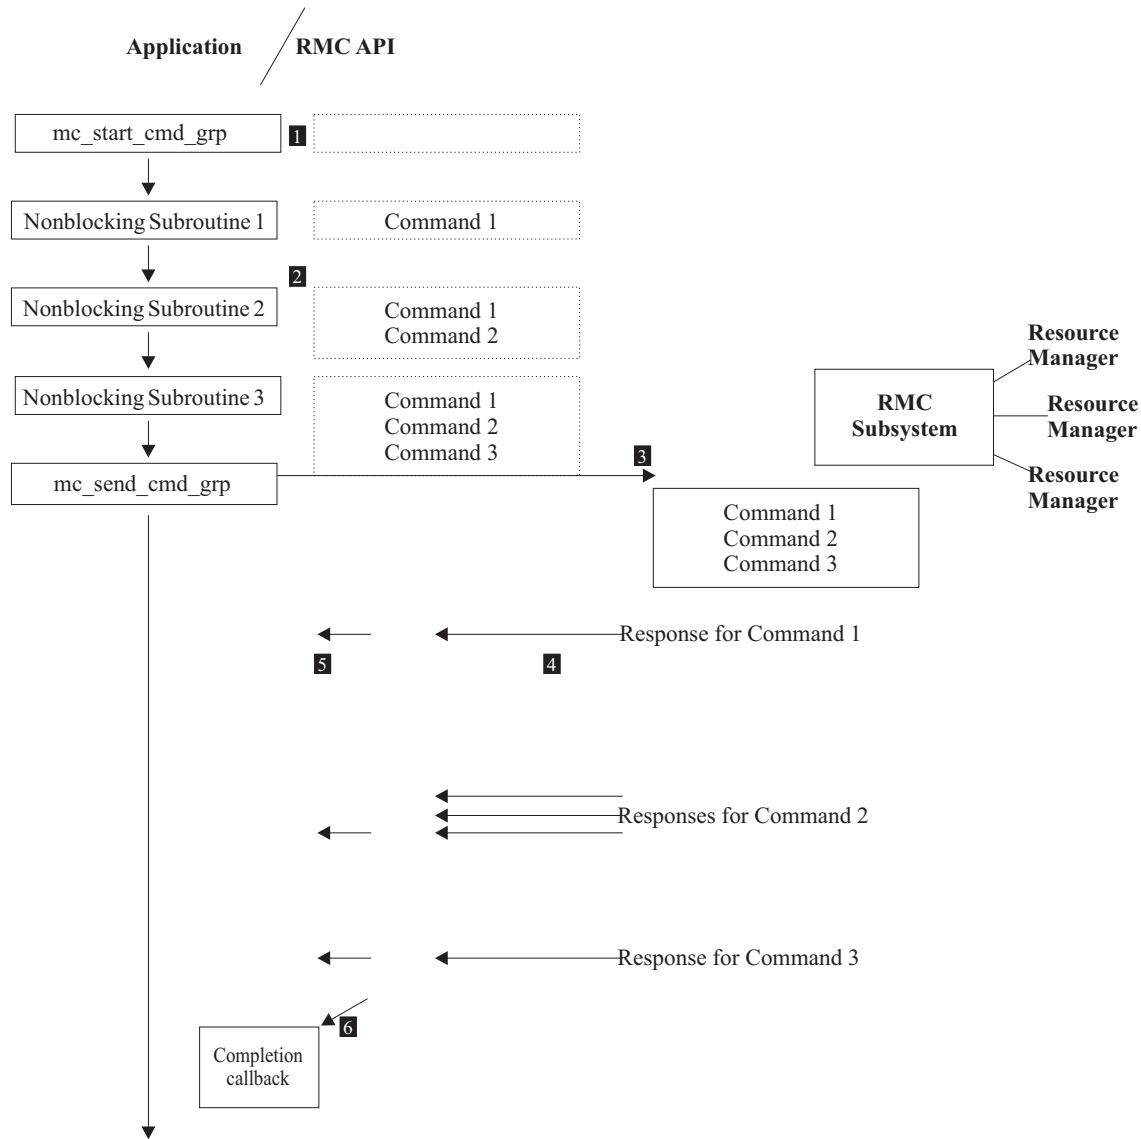 Application
RMC API
mc_start_cmd_grp
1
Nonblocking Subroutine 1
Command 1
2
Nonblocking Subroutine 2
Command 1
Command 2
Nonblocking Subroutine 3
Command 1
Command 2
Command 3
mc_send_cmd_grp
3
RMC
Subsystem
Resource
Manager
Resource
Manager
Resource
Manager
Command 1
Command 2
Command 3
Response for Command 1
5
4
Responses for Command 2
Response for Command 3
6
Completion
callback